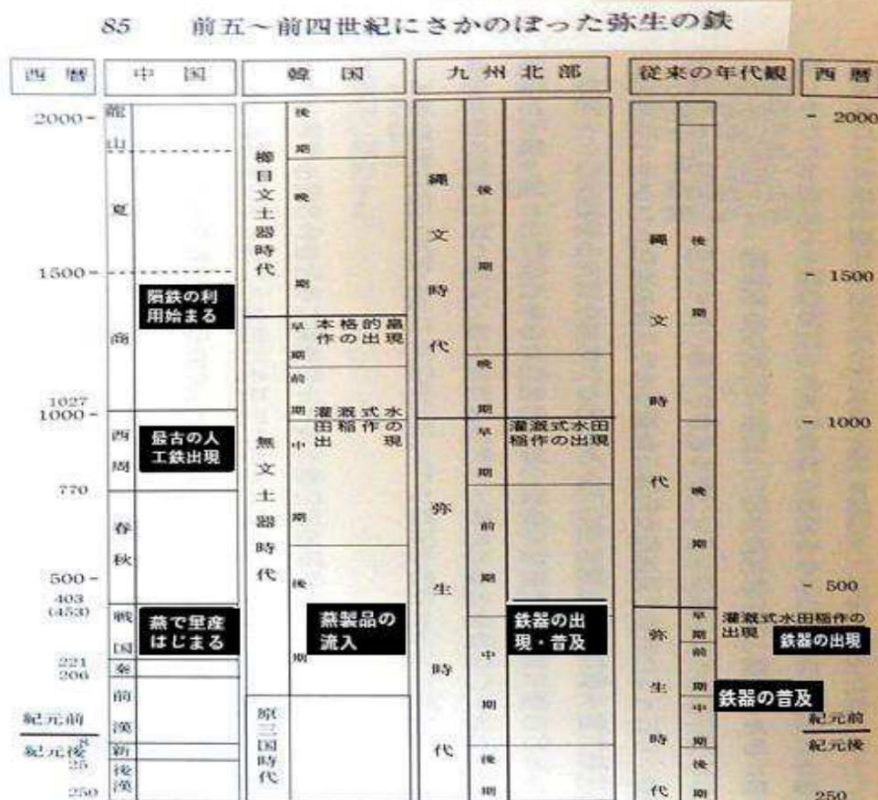 85 前五～前四世紀にさかのぼった弥生の鉄
西暦
中国
韓国
九州北部
従来の年代観
西暦
2000
1500
1027
1000
770
500
403
(453)
221
206
紀元前
紀元後
8
25
250
龍山
夏
商
西周
春秋
戦国
秦
前漢
新
後漢
隕鉄の利
用始まる
最古の人
工鉄出現
燕で量産
はじまる
櫛目文土器時代
無文土器時代
原三国時代
後期
晩期
早期
前期
中期
後期
本格的畠
作の出現
灌漑式水
田稲作の
出現
燕製品の
流入
縄文時代
弥生時代
後期
晩期
早期
前期
中期
後期
灌漑式水田
稲作の出現
鉄器の出
現・普及
縄文時代
弥生時代
後期
晩期
早期
前期
中期
後期
灌漑式水田稲作の
出現
鉄器の出現
鉄器の普及
2000
1500
1000
500
紀元前
紀元後
250